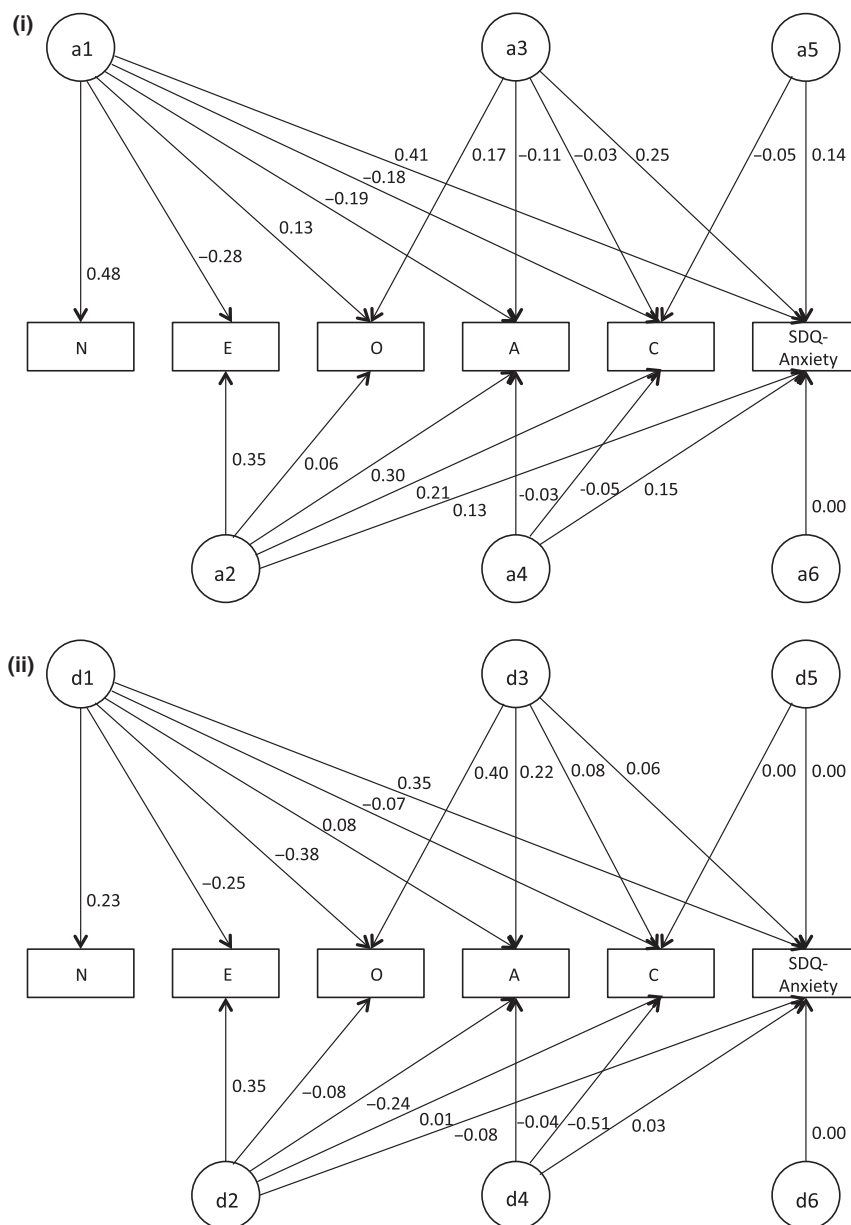 (i)
a1
a3
a5
0.41
0.17
−0.11
−0.03
0.25
−0.05
0.14
−0.18
−0.19
0.13
−0.28
0.48
N
E
O
A
C
SDQ-
Anxiety
0.35
0.06
0.30
0.21
0.13
-0.03
-0.05
0.15
0.00
a2
a4
a6
(ii)
d1
d3
d5
0.35
0.40
0.22
0.08
0.06
0.00
0.00
−0.07
0.08
−0.38
−0.25
0.23
N
E
O
A
C
SDQ-
Anxiety
0.35
−0.08
−0.24
0.01
−0.08
−0.04
−0.51
0.03
0.00
d2
d4
d6